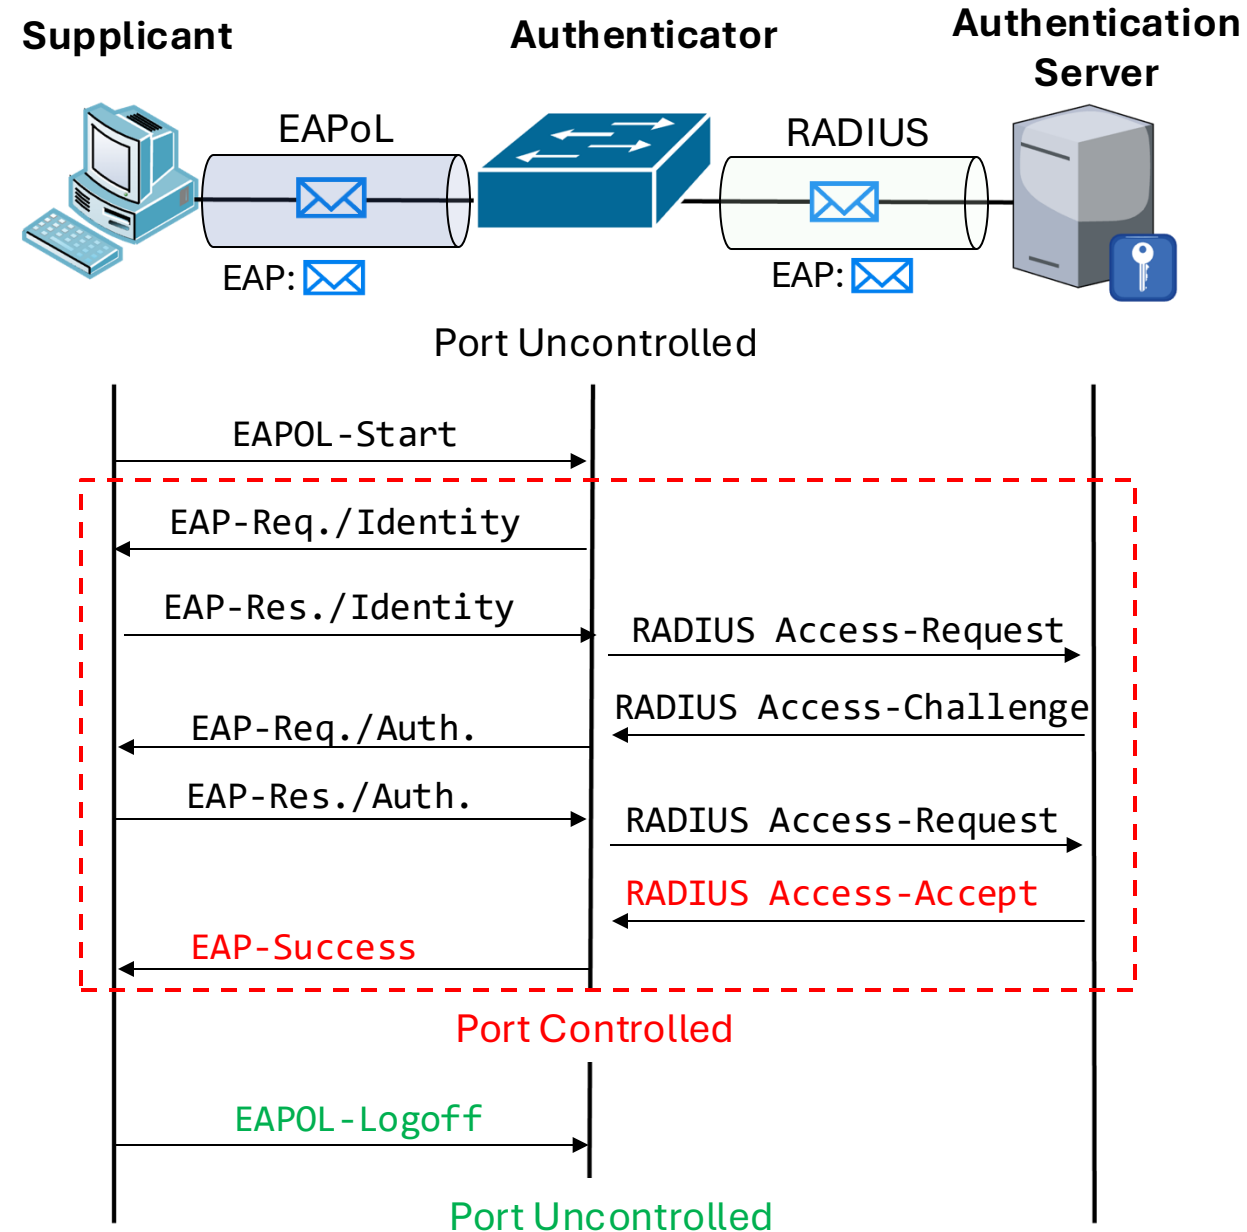 Supplicant
Authenticator
Authentication
Server
EAPoL
RADIUS
EAP:
EAP:
Port Uncontrolled
EAPOL-Start
EAP-Req./Identity
EAP-Res./Identity
RADIUS Access-Request
RADIUS Access-Challenge
EAP-Req./Auth.
EAP-Res./Auth.
RADIUS Access-Request
RADIUS Access-Accept
EAP-Success
Port Controlled
EAPOL-Logoff
Port Uncontrolled